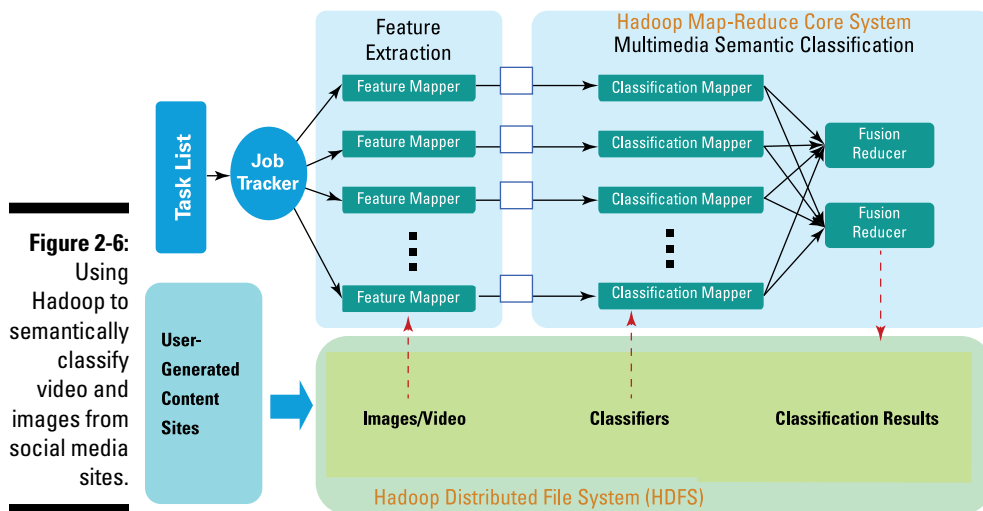 Figure 2-6:
Using
Hadoop to
semantically
classify
video and
images from
social media
sites.
Task List
Job
Tracker
Feature
Extraction
Feature Mapper
Feature Mapper
Feature Mapper
Feature Mapper
Hadoop Map-Reduce Core System
Multimedia Semantic Classification
Classification Mapper
Classification Mapper
Classification Mapper
Classification Mapper
Fusion
Reducer
Fusion
Reducer
User-
Generated
Content
Sites
Images/Video
Classifiers
Classification Results
Hadoop Distributed File System (HDFS)